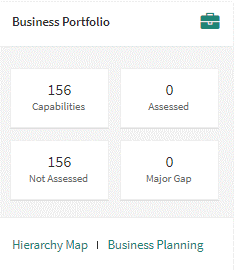 Business Portfolio
156
Capabilities
0
Assessed
156
Not Assessed
0
Major Gap
Hierarchy Map | Business Planning